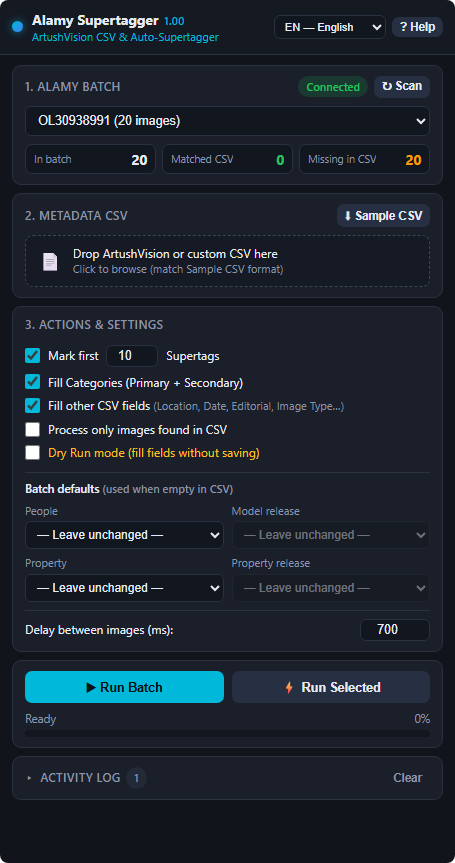 Alamy Supertagger 1.00
ArtushVision CSV & Auto-Supertagger
EN — English
? Help
1. ALAMY BATCH
Connected
↻ Scan
OL30938991 (20 images)
In batch 20
Matched CSV 0
Missing in CSV 20
2. METADATA CSV
⬇ Sample CSV
Drop ArtushVision or custom CSV here
Click to browse (match Sample CSV format)
3. ACTIONS & SETTINGS
Mark first 10 Supertags
Fill Categories (Primary + Secondary)
Fill other CSV fields (Location, Date, Editorial, Image Type...)
Process only images found in CSV
Dry Run mode (fill fields without saving)
Batch defaults (used when empty in CSV)
People
Model release
— Leave unchanged —
— Leave unchanged —
Property
Property release
— Leave unchanged —
— Leave unchanged —
Delay between images (ms): 700
▶ Run Batch
⚡ Run Selected
Ready 0%
ACTIVITY LOG 1
Clear